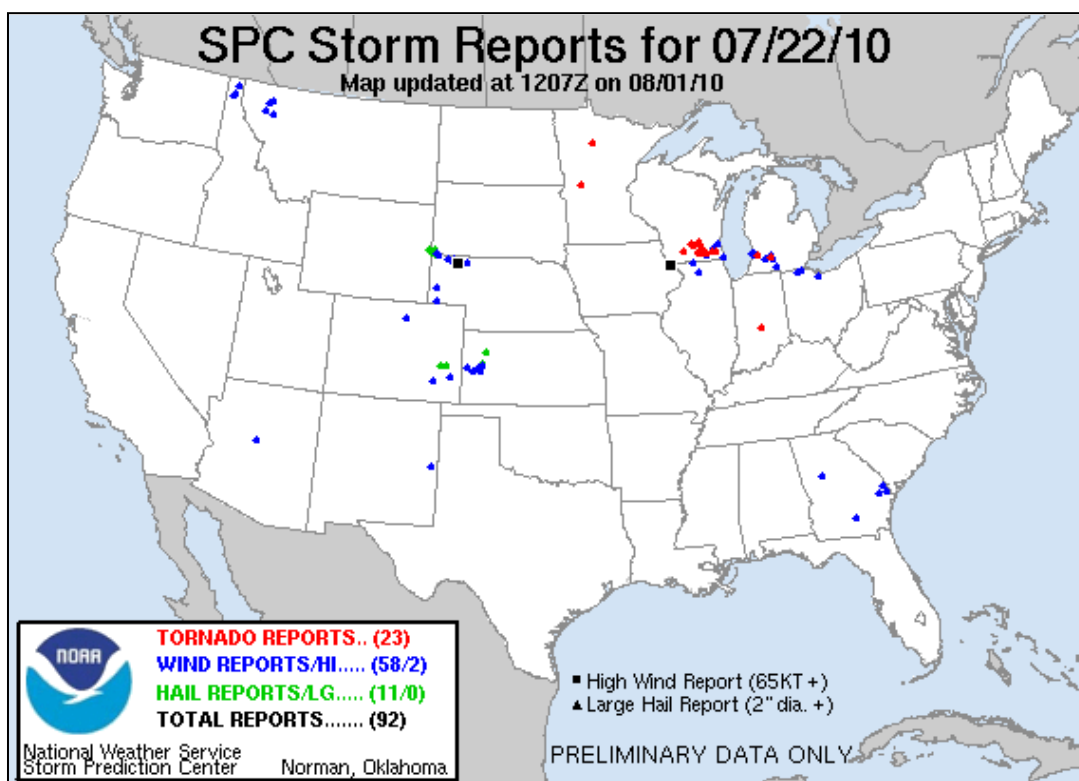 SPC Storm Reports for 07/22/10
Map updated at 1207Z on 08/01/10
NOAA
TORNADO REPORTS.. (23)
WIND REPORTS/HI..... (58/2)
HAIL REPORTS/LG..... (11/0)
TOTAL REPORTS....... (92)
National Weather Service
Storm Prediction Center Norman, Oklahoma
High Wind Report (65KT +)
Large Hail Report (2" dia. +)
PRELIMINARY DATA ONLY